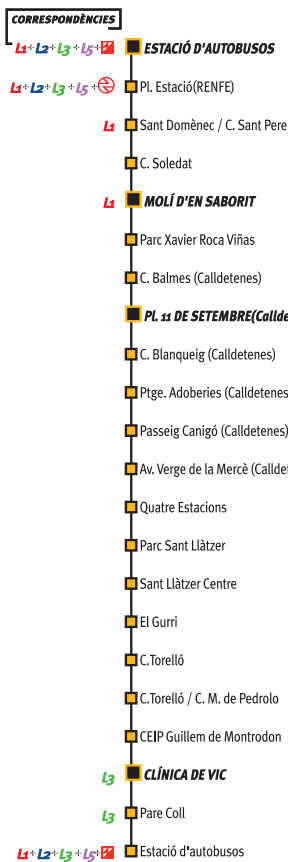 CORRESPONDÈNCIES
L1+L2+L3+L5+ ESTACIÓ D'AUTOBUSOS
L1+L2+L3+L5+ Pl. Estació(RENFE)
L1 Sant Domènec / C. Sant Pere
C. Soledat
L1 MOLÍ D'EN SABORIT
Parc Xavier Roca Viñas
C. Balmes (Calldetenes)
Pl. 11 DE SETEMBRE(Callde
C. Blanqueig (Calldetenes)
Ptge. Adoberies (Calldetenes
Passeig Canigó (Calldetenes)
Av. Verge de la Mercè (Calldet
Quatre Estacions
Parc Sant Llàtzer
Sant Llàtzer Centre
El Gurri
C.Torelló
C.Torelló / C. M. de Pedrolo
CEIP Guillem de Montrodon
L3 CLÍNICA DE VIC
L3 Pare Coll
L1+L2+L3+L5+ Estació d'autobusos